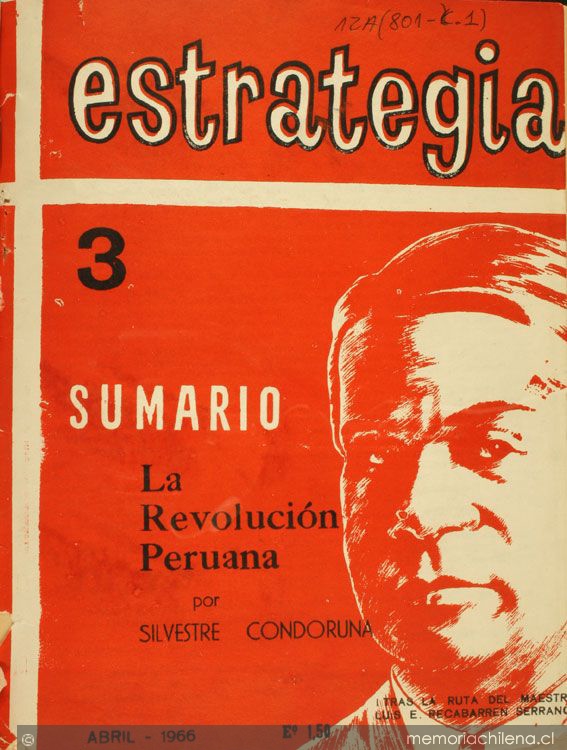 12A(801-c.1)
estrategia
3
SUMARIO
La
Revolución
Peruana
por
SILVESTRE CONDORUNA
¡TRAS LA RUTA DEL MAESTR
LUIS E. RECABARREN SERRANO
ABRIL - 1966
Eº 1,50
© memoriachilena.cl